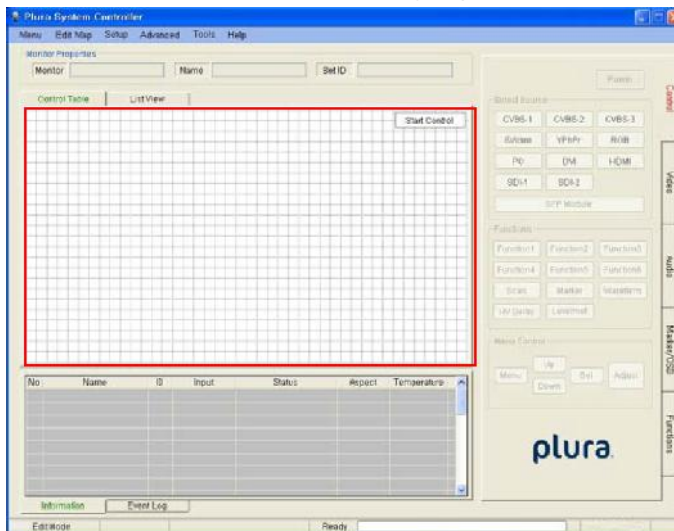 Plura System Controller
Menu Edit Map Setup Advanced Tools Help
Monitor Properties
Monitor Name Set ID
Control Table List View
Start Control
Power
Select Source
CVBS-1 CVBS-2 CVBS-3
S-Video YPbPr RGB
PC DVI HDMI
SDI-1 SDI-2
SFP Module
Functions
Function1 Function2 Function3
Function4 Function5 Function6
Scan Marker Waveform
UV Delay
Menu Control
Menu Up Down Sel Adjust
Control
Video
Audio
Marker/OSD
Functions
No Name ID Input Status Aspect Temperature
plura
Information Event Log
Edit Mode Ready